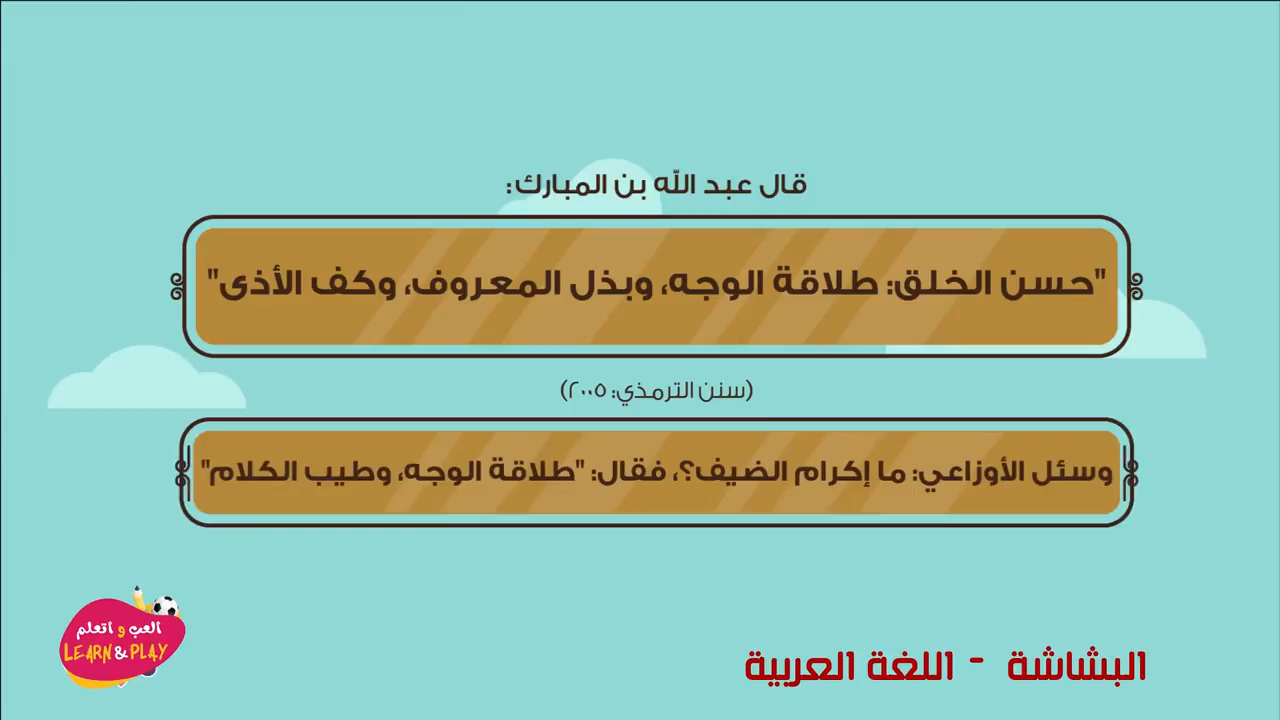 قال عبد الله بن المبارك:
"حسن الخلق: طلاقة الوجه، وبذل المعروف، وكف الأذى"
(سنن الترمذي: ٢٠٠٥)
وسئل الأوزاعي: ما إكرام الضيف؟، فقال: "طلاقة الوجه، وطيب الكلام"
العب و اتعلم
LEARN & PLAY
البشاشة - اللغة العربية